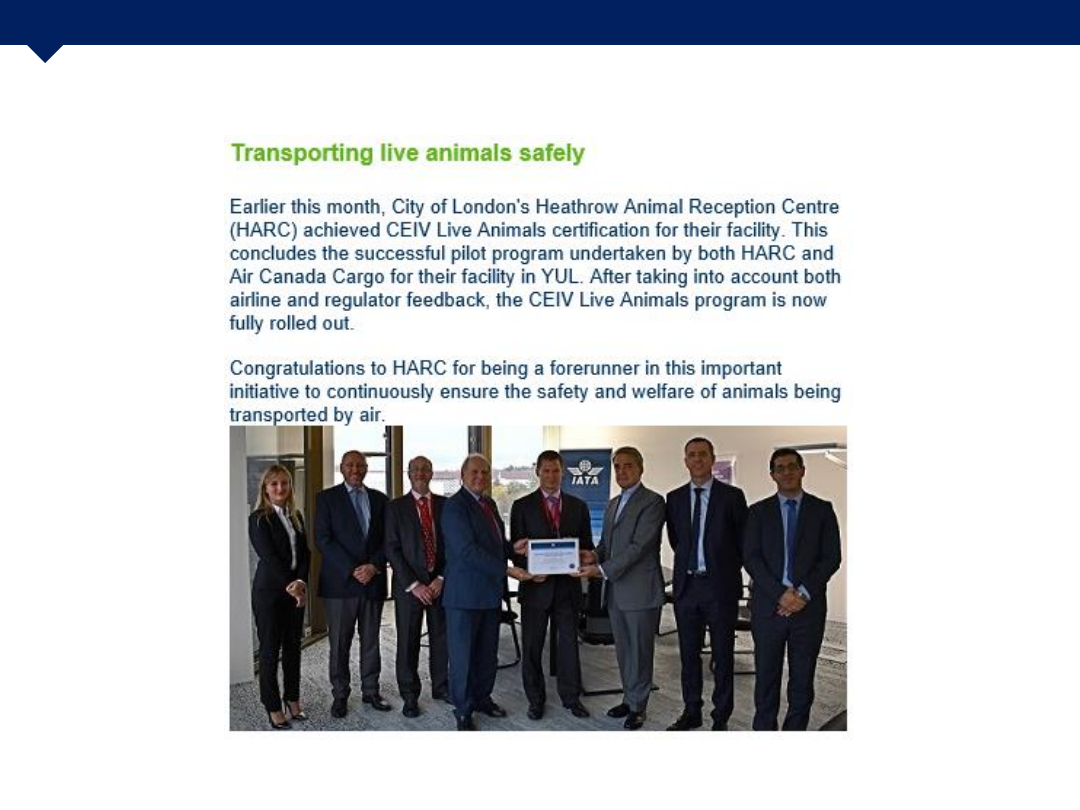 Transporting live animals safely
Earlier this month, City of London's Heathrow Animal Reception Centre
(HARC) achieved CEIV Live Animals certification for their facility. This
concludes the successful pilot program undertaken by both HARC and
Air Canada Cargo for their facility in YUL. After taking into account both
airline and regulator feedback, the CEIV Live Animals program is now
fully rolled out.
Congratulations to HARC for being a forerunner in this important
initiative to continuously ensure the safety and welfare of animals being
transported by air.
IATA